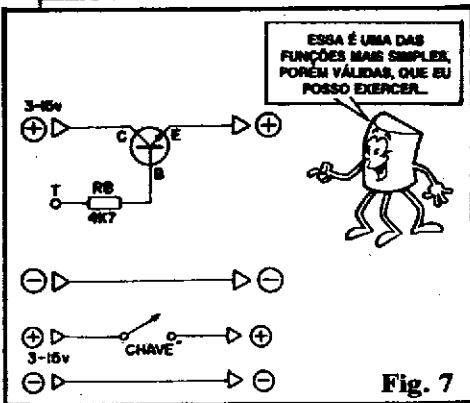 ESSA É UMA DAS
FUNÇÕES MAIS SIMPLES,
PORÉM VÁLIDAS, QUE EU
POSSO EXERCER...
3-15v
+ C E +
B
T RB
4K7
- -
+ CHAVE +
3-15v
- -
Fig. 7